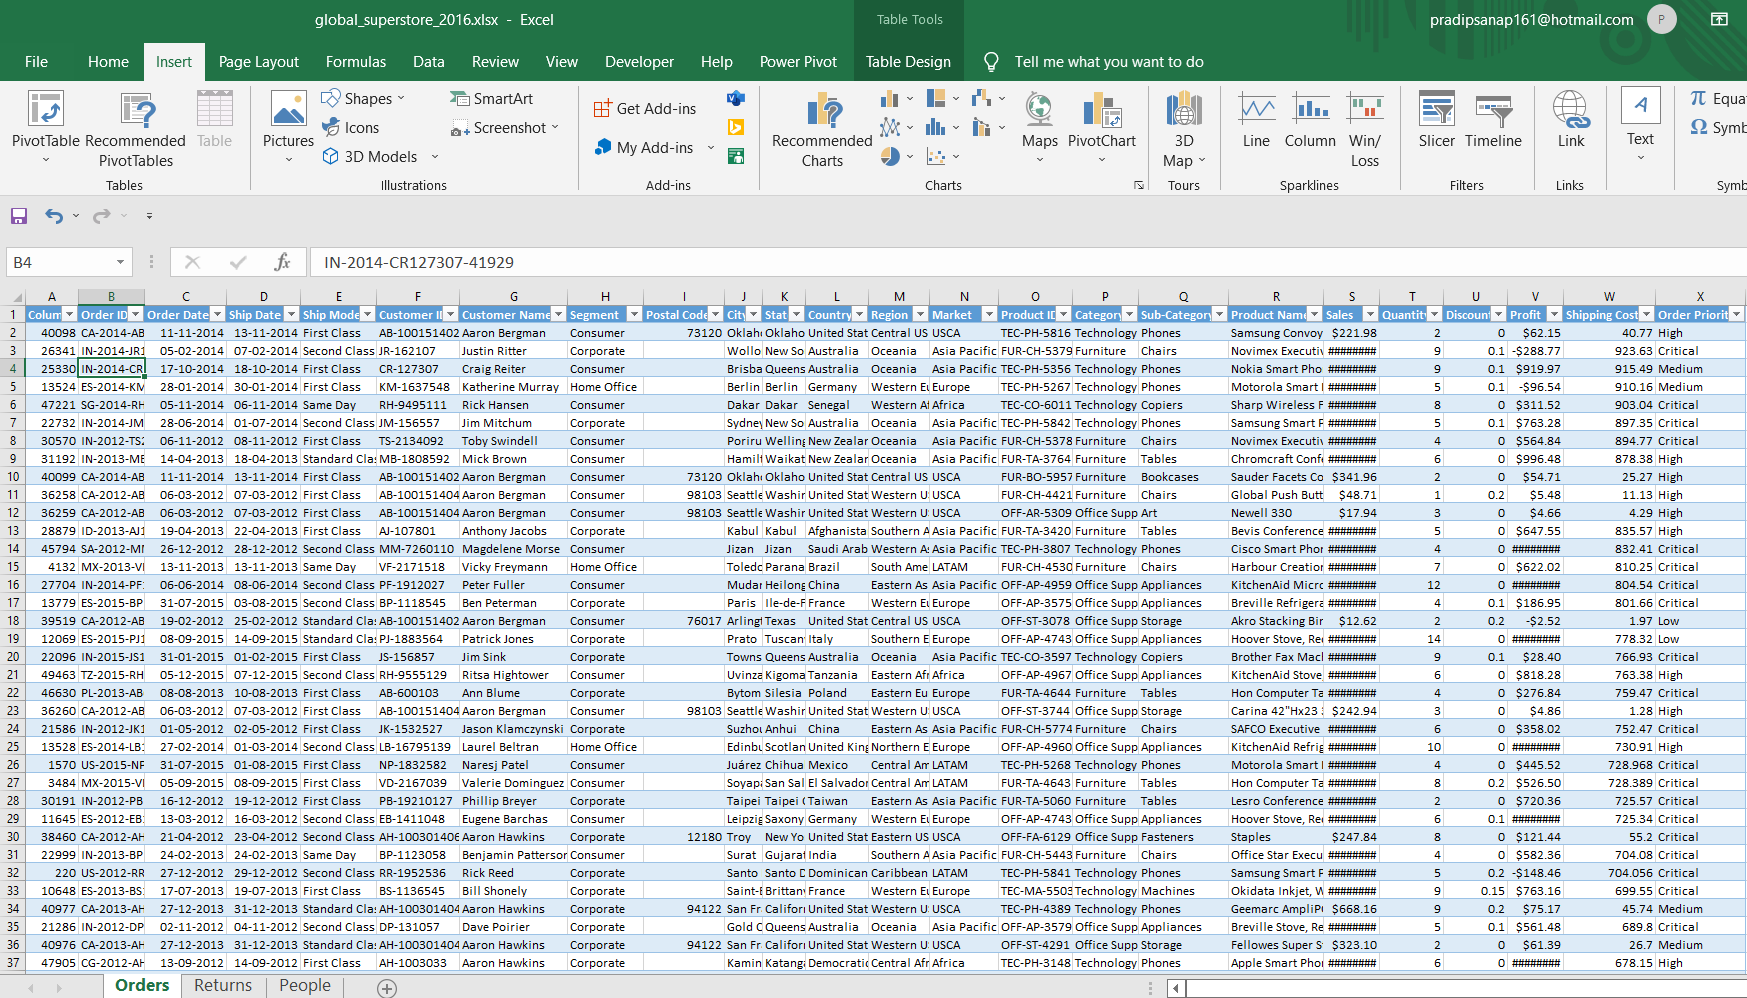 global_superstore_2016.xlsx - Excel
Table Tools
pradipsanap161@hotmail.com
P
File Home Insert Page Layout Formulas Data Review View Developer Help Power Pivot Table Design Tell me what you want to do
PivotTable Recommended PivotTables Table
Tables
Pictures Shapes Icons 3D Models SmartArt Screenshot
Illustrations
Get Add-ins My Add-ins
Add-ins
Recommended Charts Maps PivotChart
Charts
3D Map
Tours
Line Column Win/ Loss
Sparklines
Slicer Timeline
Filters
Link
Links
Text
π Equa
Ω Symb
Symb
B4 fx IN-2014-CR127307-41929
A B C D E F G H I J K L M N O P Q R S T U V W X
1 Colum Order ID Order Date Ship Date Ship Mode Customer ID Customer Name Segment Postal Code City Stat Country Region Market Product ID Category Sub-Category Product Name Sales Quantity Discount Profit Shipping Cost Order Priorit
2 40098 CA-2014-AB 11-11-2014 13-11-2014 First Class AB-100151402 Aaron Bergman Consumer 73120 Oklah Oklaho United Stat Central US USCA TEC-PH-5816 Technology Phones Samsung Convoy $221.98 2 0 $62.15 40.77 High
3 26341 IN-2014-JR1 05-02-2014 07-02-2014 Second Class JR-162107 Justin Ritter Corporate Wollo New So Australia Oceania Asia Pacific FUR-CH-5379 Furniture Chairs Novimex Executiv ######## 9 0.1 -$288.77 923.63 Critical
4 25330 IN-2014-CR 17-10-2014 18-10-2014 First Class CR-127307 Craig Reiter Consumer Brisba Queens Australia Oceania Asia Pacific TEC-PH-5356 Technology Phones Nokia Smart Pho ######## 9 0.1 $919.97 915.49 Medium
5 13524 ES-2014-KM 28-01-2014 30-01-2014 First Class KM-1637548 Katherine Murray Home Office Berlin Berlin Germany Western Eu Europe TEC-PH-5267 Technology Phones Motorola Smart ######## 5 0.1 -$96.54 910.16 Medium
6 47221 SG-2014-RH 05-11-2014 06-11-2014 Same Day RH-9495111 Rick Hansen Consumer Dakar Dakar Senegal Western Af Africa TEC-CO-6011 Technology Copiers Sharp Wireless F ######## 8 0 $311.52 903.04 Critical
7 22732 IN-2014-JM 28-06-2014 01-07-2014 Second Class JM-156557 Jim Mitchum Corporate Sydney New So Australia Oceania Asia Pacific TEC-PH-5842 Technology Phones Samsung Smart F ######## 5 0.1 $763.28 897.35 Critical
8 30570 IN-2012-TS2 06-11-2012 08-11-2012 First Class TS-2134092 Toby Swindell Consumer Poriru Welling New Zealar Oceania Asia Pacific FUR-CH-5378 Furniture Chairs Novimex Executiv ######## 4 0 $564.84 894.77 Critical
9 31192 IN-2013-ME 14-04-2013 18-04-2013 Standard Cla MB-1808592 Mick Brown Consumer Hamilt Waikat New Zealar Oceania Asia Pacific FUR-TA-3764 Furniture Tables Chromcraft Conf ######## 6 0 $996.48 878.38 High
10 40099 CA-2014-AB 11-11-2014 13-11-2014 First Class AB-100151402 Aaron Bergman Consumer 73120 Oklah Oklaho United Stat Central US USCA FUR-BO-5957 Furniture Bookcases Sauder Facets Co $341.96 2 0 $54.71 25.27 High
11 36258 CA-2012-AB 06-03-2012 07-03-2012 First Class AB-100151404 Aaron Bergman Consumer 98103 Seattle Washir United Stat Western U USCA FUR-CH-4421 Furniture Chairs Global Push Butt $48.71 1 0.2 $5.48 11.13 High
12 36259 CA-2012-AB 06-03-2012 07-03-2012 First Class AB-100151404 Aaron Bergman Consumer 98103 Seattle Washir United Stat Western U USCA OFF-AR-5309 Office Supp Art Newell 330 $17.94 3 0 $4.66 4.29 High
13 28879 ID-2013-AJ1 19-04-2013 22-04-2013 First Class AJ-107801 Anthony Jacobs Corporate Kabul Kabul Afghanista Southern A Asia Pacific FUR-TA-3420 Furniture Tables Bevis Conference ######## 5 0 $647.55 835.57 High
14 45794 SA-2012-MI 26-12-2012 28-12-2012 Second Class MM-7260110 Magdelene Morse Consumer Jizan Jizan Saudi Arab Western As Asia Pacific TEC-PH-3807 Technology Phones Cisco Smart Phor ######## 4 0 ######## 832.41 Critical
15 4132 MX-2013-VI 13-11-2013 13-11-2013 Same Day VF-2171518 Vicky Freymann Home Office Toledo Parana Brazil South Ame LATAM FUR-CH-4530 Furniture Chairs Harbour Creation ######## 7 0 $622.02 810.25 Critical
16 27704 IN-2014-PF1 06-06-2014 08-06-2014 Second Class PF-1912027 Peter Fuller Consumer Mudar Heilong China Eastern As Asia Pacific OFF-AP-4959 Office Supp Appliances KitchenAid Micro ######## 12 0 ######## 804.54 Critical
17 13779 ES-2015-BP 31-07-2015 03-08-2015 Second Class BP-1118545 Ben Peterman Corporate Paris Ile-de-F France Western Eu Europe OFF-AP-3575 Office Supp Appliances Breville Refrigera ######## 4 0.1 $186.95 801.66 Critical
18 39519 CA-2012-AB 19-02-2012 25-02-2012 Standard Cla AB-100151402 Aaron Bergman Consumer 76017 Arling Texas United Stat Central US USCA OFF-ST-3078 Office Supp Storage Akro Stacking Bir $12.62 2 0.2 -$2.52 1.97 Low
19 12069 ES-2015-PJ1 08-09-2015 14-09-2015 Standard Cla PJ-1883564 Patrick Jones Corporate Prato Tuscan Italy Southern E Europe OFF-AP-4743 Office Supp Appliances Hoover Stove, Re ######## 14 0 ######## 778.32 Low
20 22096 IN-2015-JS1 31-01-2015 01-02-2015 First Class JS-156857 Jim Sink Corporate Towns Queens Australia Oceania Asia Pacific TEC-CO-3597 Technology Copiers Brother Fax Mach ######## 9 0.1 $28.40 766.93 Critical
21 49463 TZ-2015-RH 05-12-2015 07-12-2015 Second Class RH-9555129 Ritsa Hightower Consumer Uvinza Kigoma Tanzania Eastern Afr Africa OFF-AP-4967 Office Supp Appliances KitchenAid Stove ######## 6 0 $818.28 763.38 High
22 46630 PL-2013-AB 08-08-2013 10-08-2013 First Class AB-600103 Ann Blume Corporate Bytom Silesia Poland Eastern Eu Europe FUR-TA-4644 Furniture Tables Hon Computer Ta ######## 4 0 $276.84 759.47 Critical
23 36260 CA-2012-AB 06-03-2012 07-03-2012 First Class AB-100151404 Aaron Bergman Consumer 98103 Seattle Washir United Stat Western U USCA OFF-ST-3744 Office Supp Storage Carina 42"Hx23 $242.94 3 0 $4.86 1.28 High
24 21586 IN-2012-JK1 01-05-2012 02-05-2012 First Class JK-1532527 Jason Klamczynski Corporate Suzhou Anhui China Eastern As Asia Pacific FUR-CH-5774 Furniture Chairs SAFCO Executive ######## 6 0 $358.02 752.47 Critical
25 13528 ES-2014-LB1 27-02-2014 01-03-2014 Second Class LB-16795139 Laurel Beltran Home Office Edinbu Scotlan United King Northern E Europe OFF-AP-4960 Office Supp Appliances KitchenAid Refrig ######## 10 0 ######## 730.91 High
26 1570 US-2015-NF 31-07-2015 01-08-2015 First Class NP-1832582 Naresj Patel Consumer Juárez Chihua Mexico Central Am LATAM TEC-PH-5268 Technology Phones Motorola Smart ######## 4 0 $445.52 728.968 Critical
27 3484 MX-2015-VI 05-09-2015 08-09-2015 First Class VD-2167039 Valerie Dominguez Consumer Soyapa San Sal El Salvador Central Am LATAM FUR-TA-4643 Furniture Tables Hon Computer Ta ######## 8 0.2 $526.50 728.389 Critical
28 30191 IN-2012-PB 16-12-2012 19-12-2012 First Class PB-19210127 Phillip Breyer Corporate Taipei Taipei Taiwan Eastern As Asia Pacific FUR-TA-5060 Furniture Tables Lesro Conference ######## 2 0 $720.36 725.57 Critical
29 11645 ES-2012-EB1 13-03-2012 16-03-2012 Second Class EB-1411048 Eugene Barchas Consumer Leipzig Saxony Germany Western Eu Europe OFF-AP-4743 Office Supp Appliances Hoover Stove, Re ######## 6 0.1 ######## 725.34 Critical
30 38460 CA-2012-AH 21-04-2012 23-04-2012 Second Class AH-100301406 Aaron Hawkins Corporate 12180 Troy New Yo United Stat Eastern US USCA OFF-FA-6129 Office Supp Fasteners Staples $247.84 8 0 $121.44 55.2 Critical
31 22999 IN-2013-BP 24-02-2013 24-02-2013 Same Day BP-1123058 Benjamin Patterson Consumer Surat Gujarat India Southern A Asia Pacific FUR-CH-5443 Furniture Chairs Office Star Execu ######## 4 0 $582.36 704.08 Critical
32 220 US-2012-RR 27-12-2012 29-12-2012 Second Class RR-1952536 Rick Reed Consumer Santo Santo D Dominican Caribbean LATAM TEC-PH-5841 Technology Phones Samsung Smart F ######## 5 0.2 -$148.46 704.056 Critical
33 10648 ES-2013-BS1 17-07-2013 19-07-2013 First Class BS-1136545 Bill Shonely Consumer Saint-B Brittany France Western Eu Europe TEC-MA-5503 Technology Machines Okidata Inkjet, W ######## 9 0.15 $763.16 699.55 Critical
34 40977 CA-2013-AH 27-12-2013 31-12-2013 Standard Cla AH-100301404 Aaron Hawkins Corporate 94122 San Fr Califor United Stat Western U USCA TEC-PH-4389 Technology Phones Geemarc AmpliP $668.16 9 0.2 $75.17 45.74 Medium
35 21286 IN-2012-DP 02-11-2012 04-11-2012 Second Class DP-131057 Dave Poirier Corporate Gold C Queens Australia Oceania Asia Pacific OFF-AP-3579 Office Supp Appliances Breville Stove, Re ######## 5 0.1 $561.48 689.8 Critical
36 40976 CA-2013-AH 27-12-2013 31-12-2013 Standard Cla AH-100301404 Aaron Hawkins Corporate 94122 San Fr Califor United Stat Western U USCA OFF-ST-4291 Office Supp Storage Fellowes Super S $323.10 2 0 $61.39 26.7 Medium
37 47905 CG-2012-AH 13-09-2012 14-09-2012 First Class AH-1003033 Aaron Hawkins Corporate Kamin Katang Democratic Central Afr Africa TEC-PH-3148 Technology Phones Apple Smart Phor ######## 6 0 ######## 678.15 High
Orders Returns People